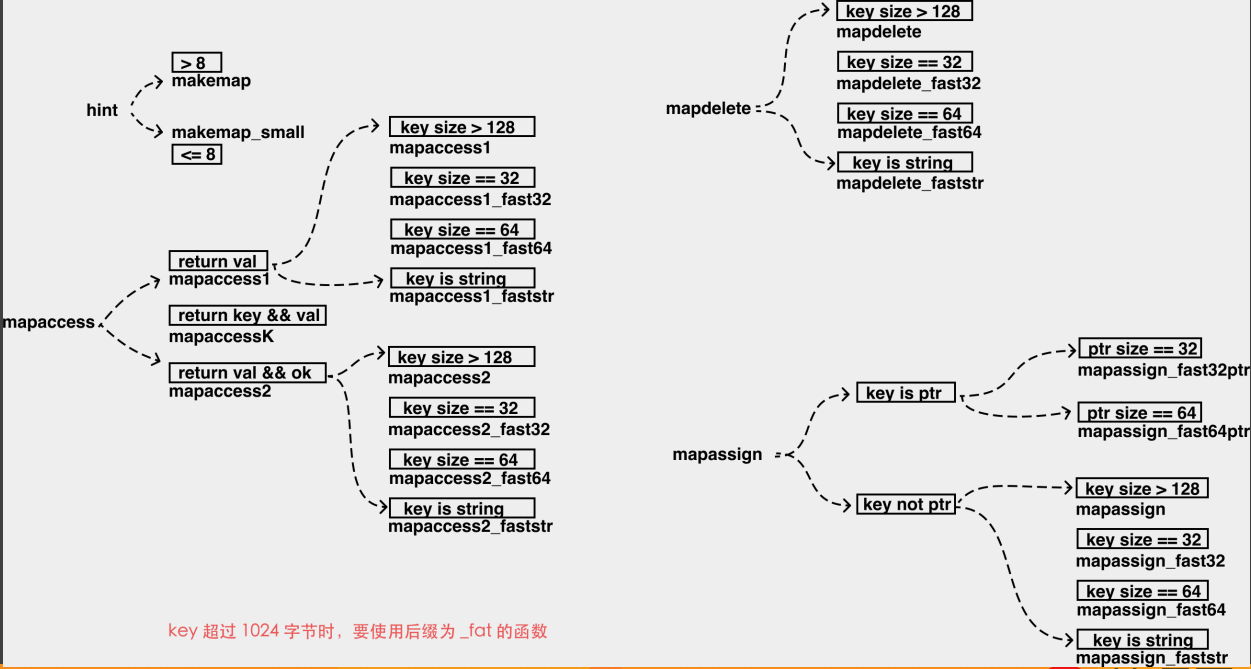 > 8
makemap
hint
makemap_small
<= 8
mapaccess
return val
mapaccess1
return key && val
mapaccessK
return val && ok
mapaccess2
key size > 128
mapaccess1
key size == 32
mapaccess1_fast32
key size == 64
mapaccess1_fast64
key is string
mapaccess1_faststr
key size > 128
mapaccess2
key size == 32
mapaccess2_fast32
key size == 64
mapaccess2_fast64
key is string
mapaccess2_faststr
key 超过 1024 字节时，要使用后缀为 _fat 的函数
mapdelete
key size > 128
mapdelete
key size == 32
mapdelete_fast32
key size == 64
mapdelete_fast64
key is string
mapdelete_faststr
mapassign
key is ptr
ptr size == 32
mapassign_fast32ptr
ptr size == 64
mapassign_fast64ptr
key not ptr
key size > 128
mapassign
key size == 32
mapassign_fast32
key size == 64
mapassign_fast64
key is string
mapassign_faststr